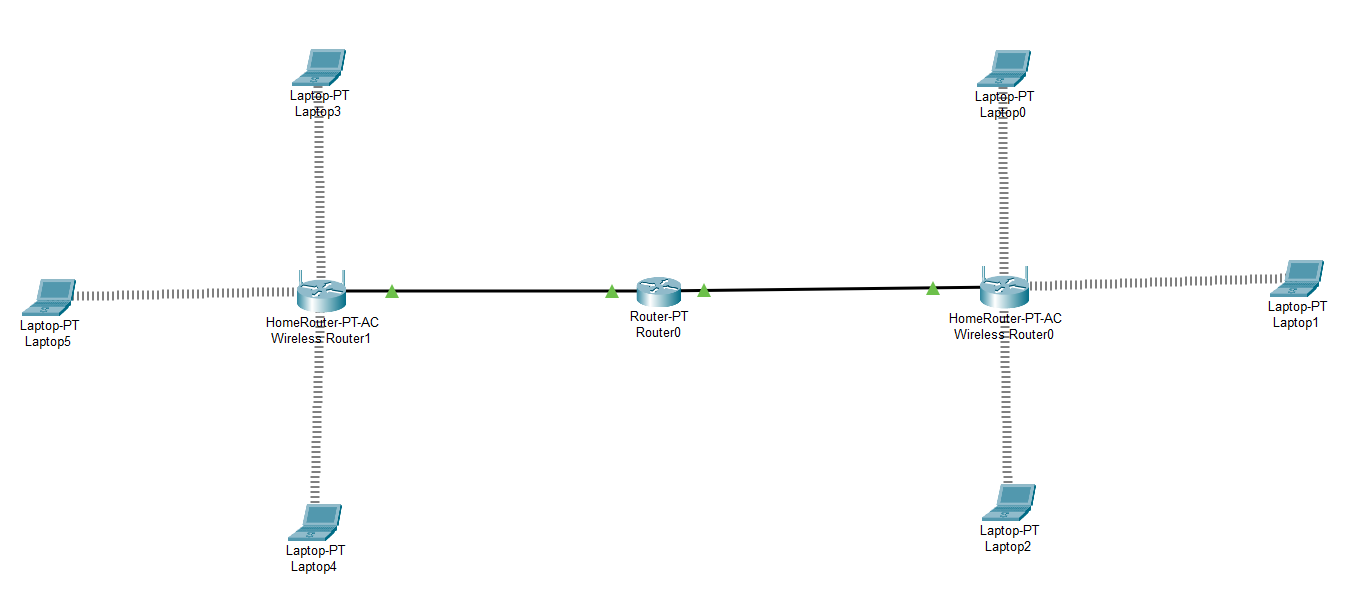 Laptop-PT
Laptop3
Laptop-PT
Laptop0
Laptop-PT
Laptop5
HomeRouter-PT-AC
Wireless Router1
Router-PT
Router0
HomeRouter-PT-AC
Wireless Router0
Laptop-PT
Laptop1
Laptop-PT
Laptop4
Laptop-PT
Laptop2